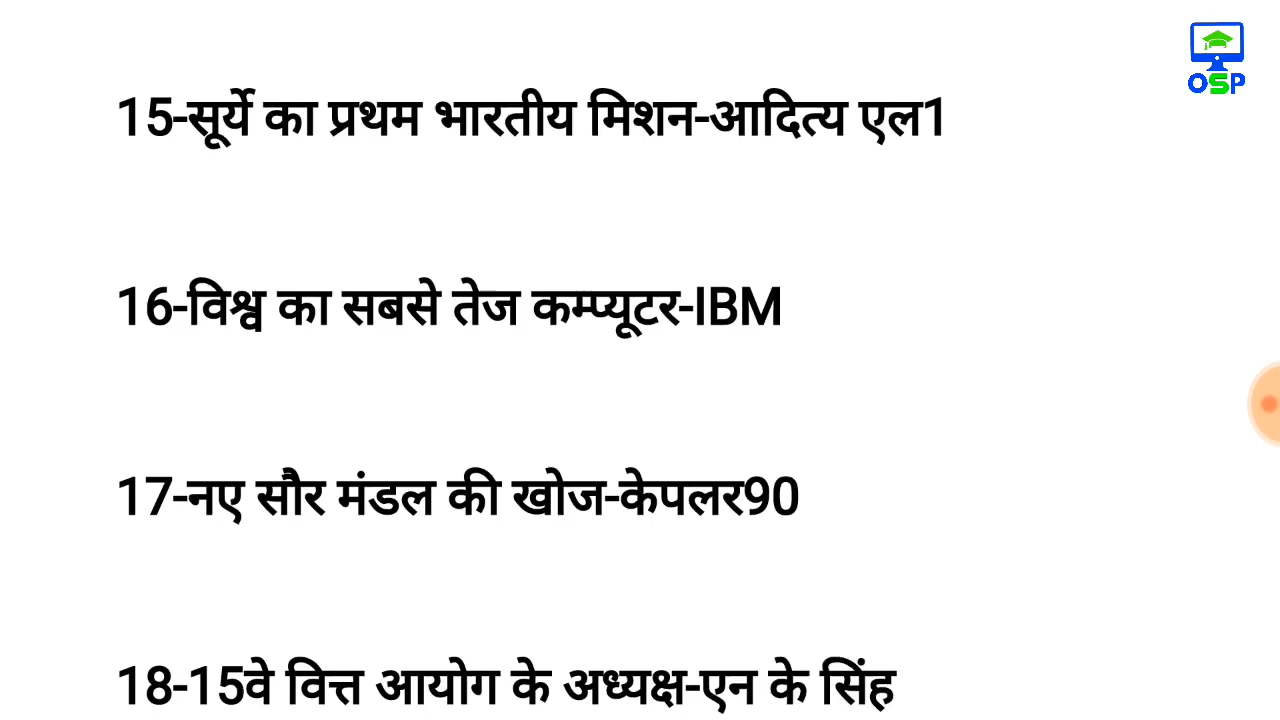 OSP
15-सूर्ये का प्रथम भारतीय मिशन-आदित्य एल1
16-विश्व का सबसे तेज कम्प्यूटर-IBM
17-नए सौर मंडल की खोज-केपलर90
18-15वे वित्त आयोग के अध्यक्ष-एन के सिंह